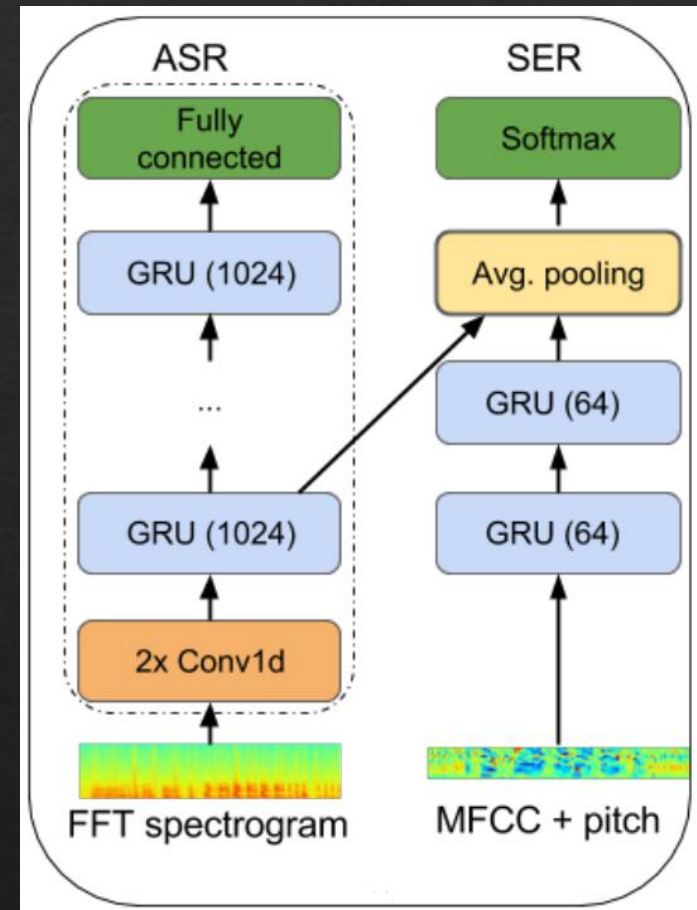 ASR
Fully
connected
GRU (1024)
...
GRU (1024)
2x Conv1d
FFT spectrogram
SER
Softmax
Avg. pooling
GRU (64)
GRU (64)
MFCC + pitch